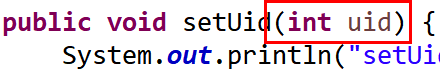 public void setUid(int uid) {
System.out.println("setUi